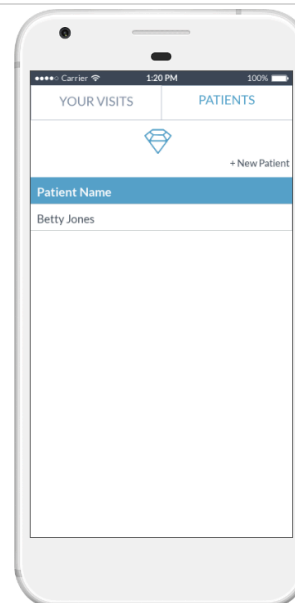 Carrier 1:20 PM 100%
YOUR VISITS PATIENTS
+ New Patient
Patient Name
Betty Jones